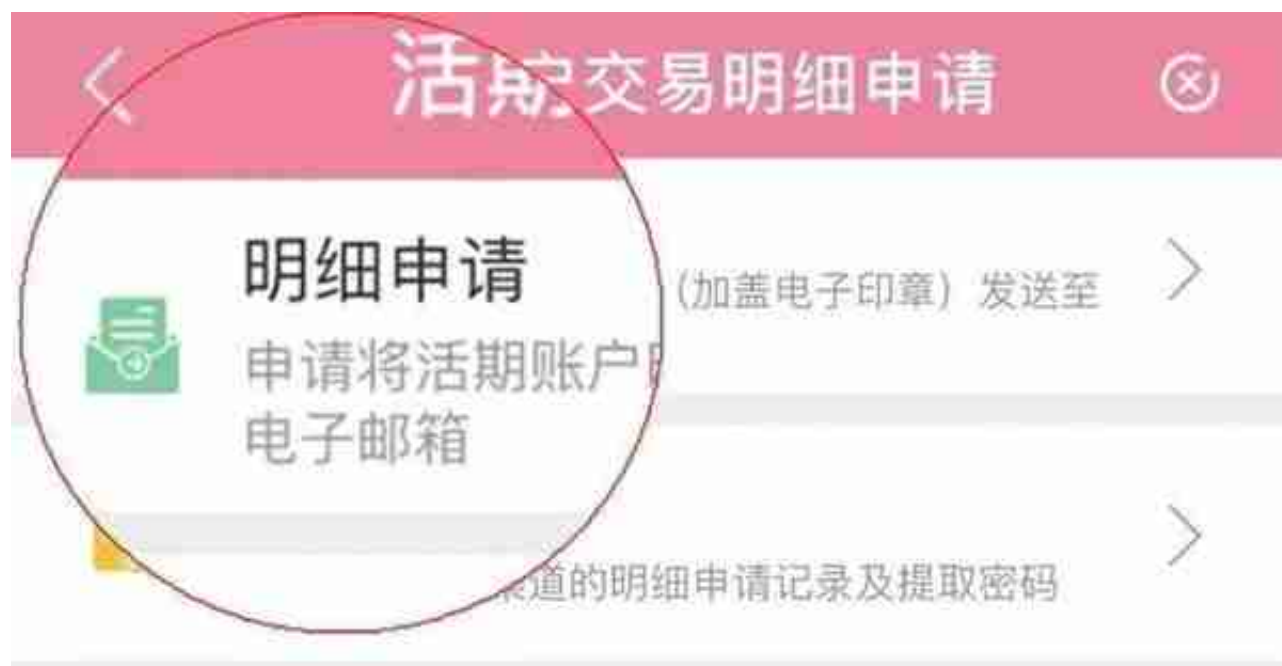 活期交易明细申请
明细申请
申请将活期账户
(加盖电子印章) 发送至
电子邮箱
道的明细申请记录及提取密码